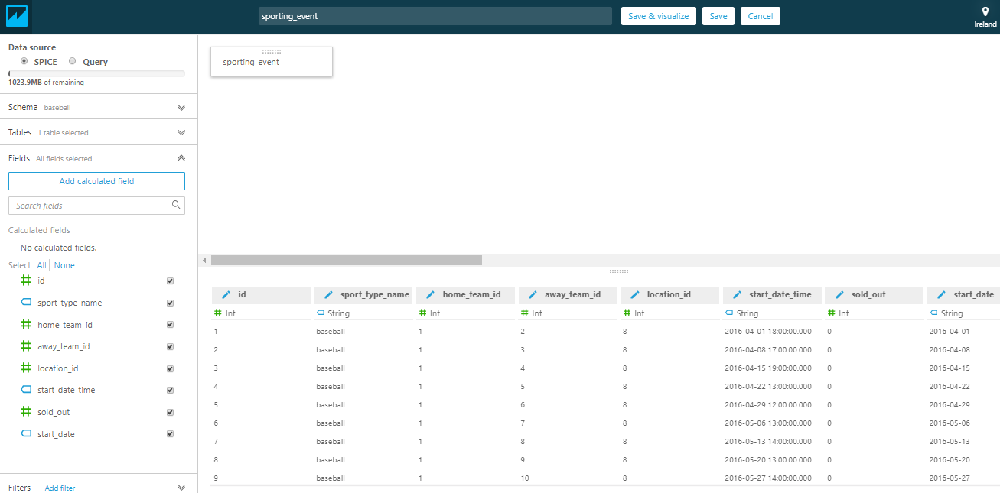 sporting_event
Save & visualize
Save
Cancel
Ireland
Data source
SPICE
Query
1023.9MB of remaining
Schema baseball
Tables 1 table selected
Fields All fields selected
Add calculated field
Search fields
Calculated fields
No calculated fields.
Select All | None
id
sport_type_name
home_team_id
away_team_id
location_id
start_date_time
sold_out
start_date
Filters Add filter
sporting_event
id sport_type_name home_team_id away_team_id location_id start_date_time sold_out start_date
Int String Int Int Int String Int String
1 baseball 1 2 8 2016-04-01 18:00:00.000 0 2016-04-01
2 baseball 1 3 8 2016-04-08 17:00:00.000 0 2016-04-08
3 baseball 1 4 8 2016-04-15 19:00:00.000 0 2016-04-15
4 baseball 1 5 8 2016-04-22 13:00:00.000 0 2016-04-22
5 baseball 1 6 8 2016-04-29 12:00:00.000 0 2016-04-29
6 baseball 1 7 8 2016-05-06 13:00:00.000 0 2016-05-06
7 baseball 1 8 8 2016-05-13 14:00:00.000 0 2016-05-13
8 baseball 1 9 8 2016-05-20 13:00:00.000 0 2016-05-20
9 baseball 1 10 8 2016-05-27 14:00:00.000 0 2016-05-27